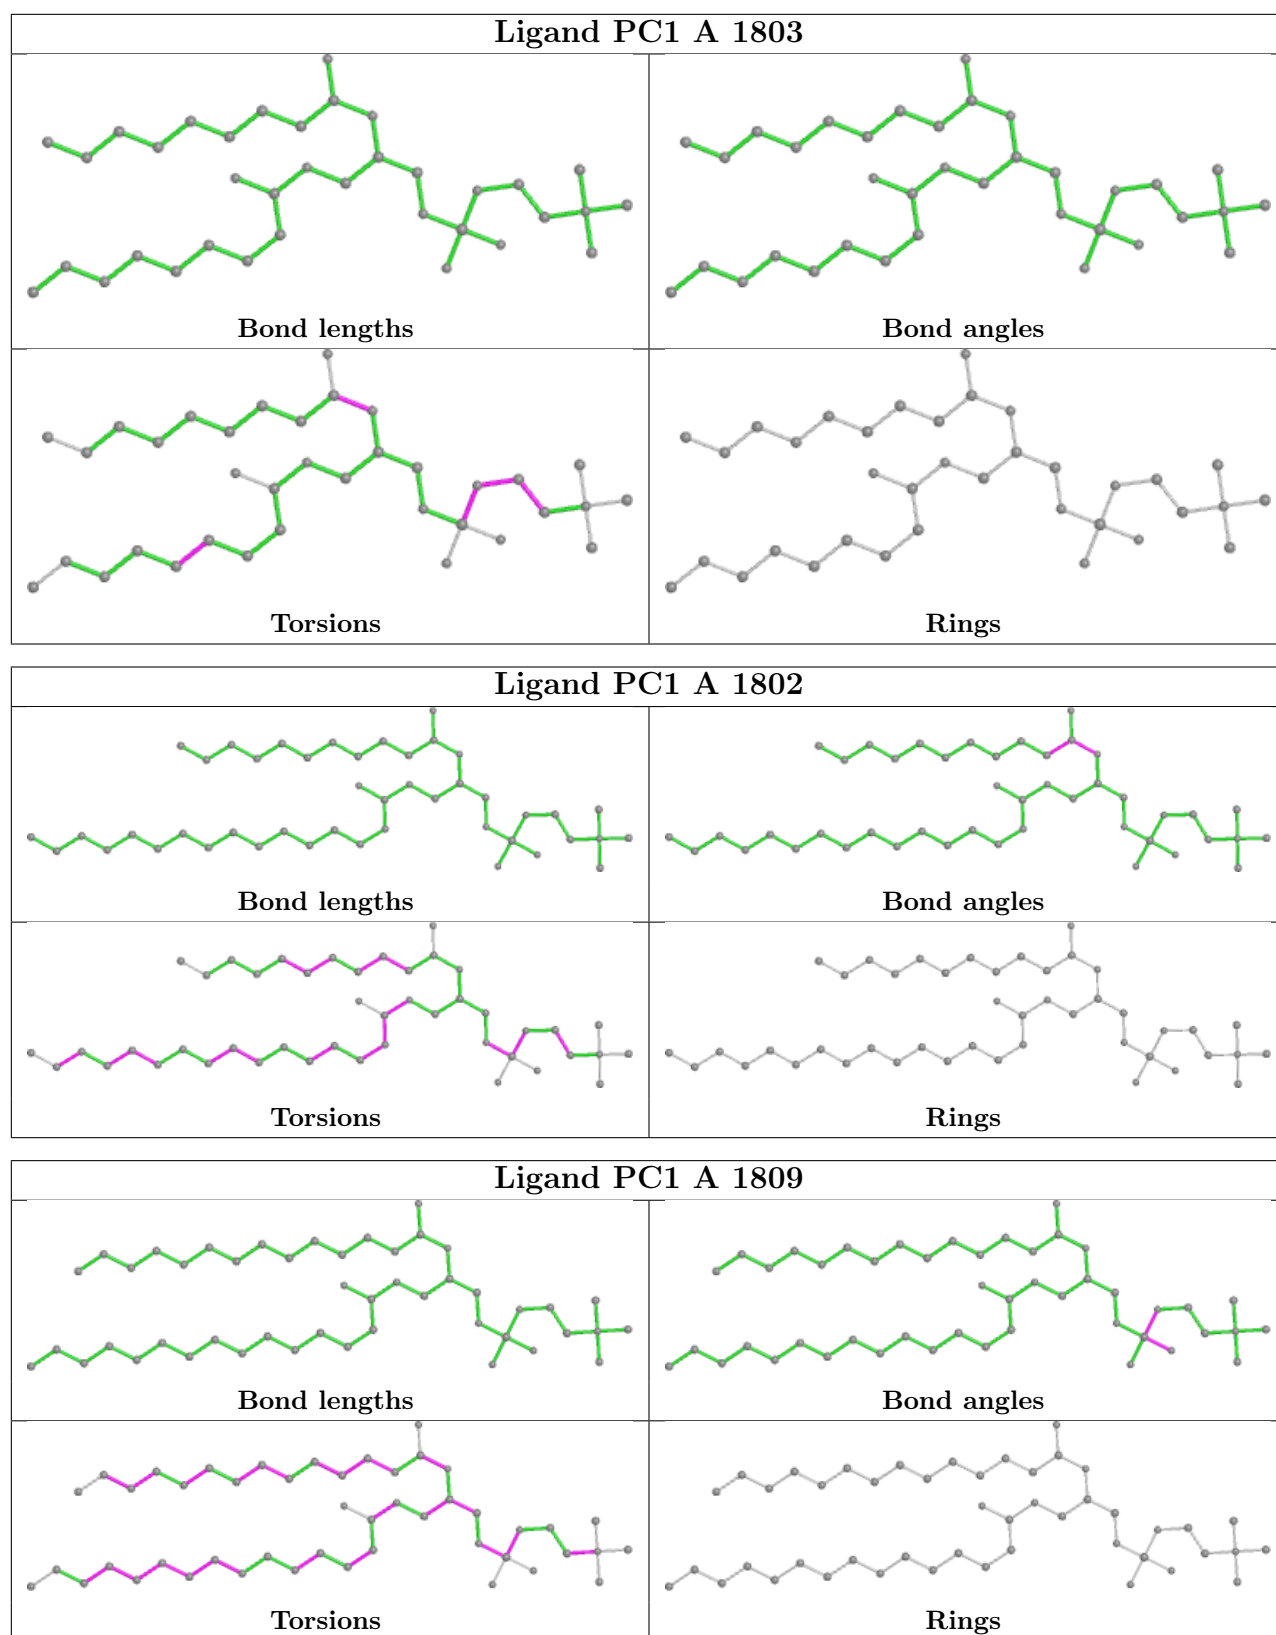 Ligand PC1 A 1803
Bond lengths
Bond angles
Torsions
Rings
Ligand PC1 A 1802
Bond lengths
Bond angles
Torsions
Rings
Ligand PC1 A 1809
Bond lengths
Bond angles
Torsions
Rings